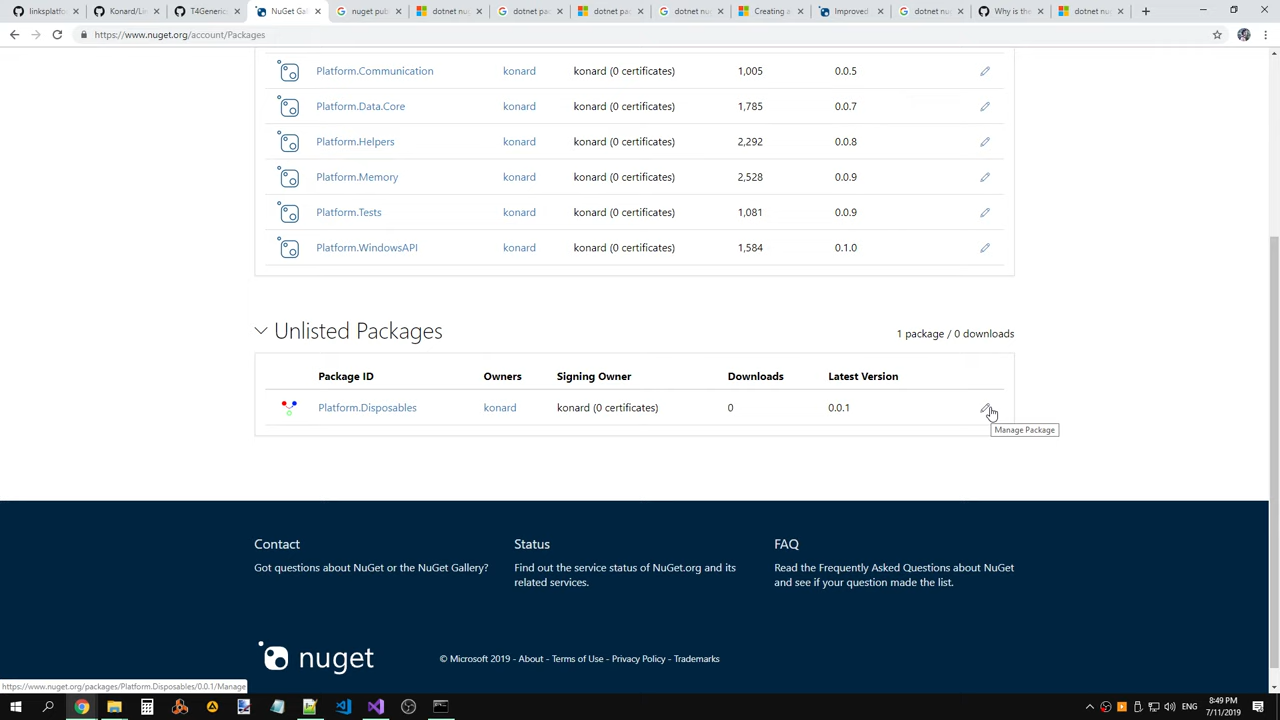 linksplatfo
Konard/Lin
T4Generic
NuGet Gal
nuget pub
dotnet nug
dotnet pac
dotnet pac
dotnet nug
Creating a
Improved
dotnet nug
Why is the
dotnet nug
https://www.nuget.org/account/Packages
Platform.Communication konard konard (0 certificates) 1,005 0.0.5
Platform.Data.Core konard konard (0 certificates) 1,785 0.0.7
Platform.Helpers konard konard (0 certificates) 2,292 0.0.8
Platform.Memory konard konard (0 certificates) 2,528 0.0.9
Platform.Tests konard konard (0 certificates) 1,081 0.0.9
Platform.WindowsAPI konard konard (0 certificates) 1,584 0.1.0
Unlisted Packages 1 package / 0 downloads
Package ID Owners Signing Owner Downloads Latest Version
Platform.Disposables konard konard (0 certificates) 0 0.0.1
Manage Package
Contact
Got questions about NuGet or the NuGet Gallery?
Status
Find out the service status of NuGet.org and its
related services.
FAQ
Read the Frequently Asked Questions about NuGet
and see if your question made the list.
nuget
© Microsoft 2019 - About - Terms of Use - Privacy Policy - Trademarks
https://www.nuget.org/packages/Platform.Disposables/0.0.1/Manage
ENG
8:49 PM
7/11/2019